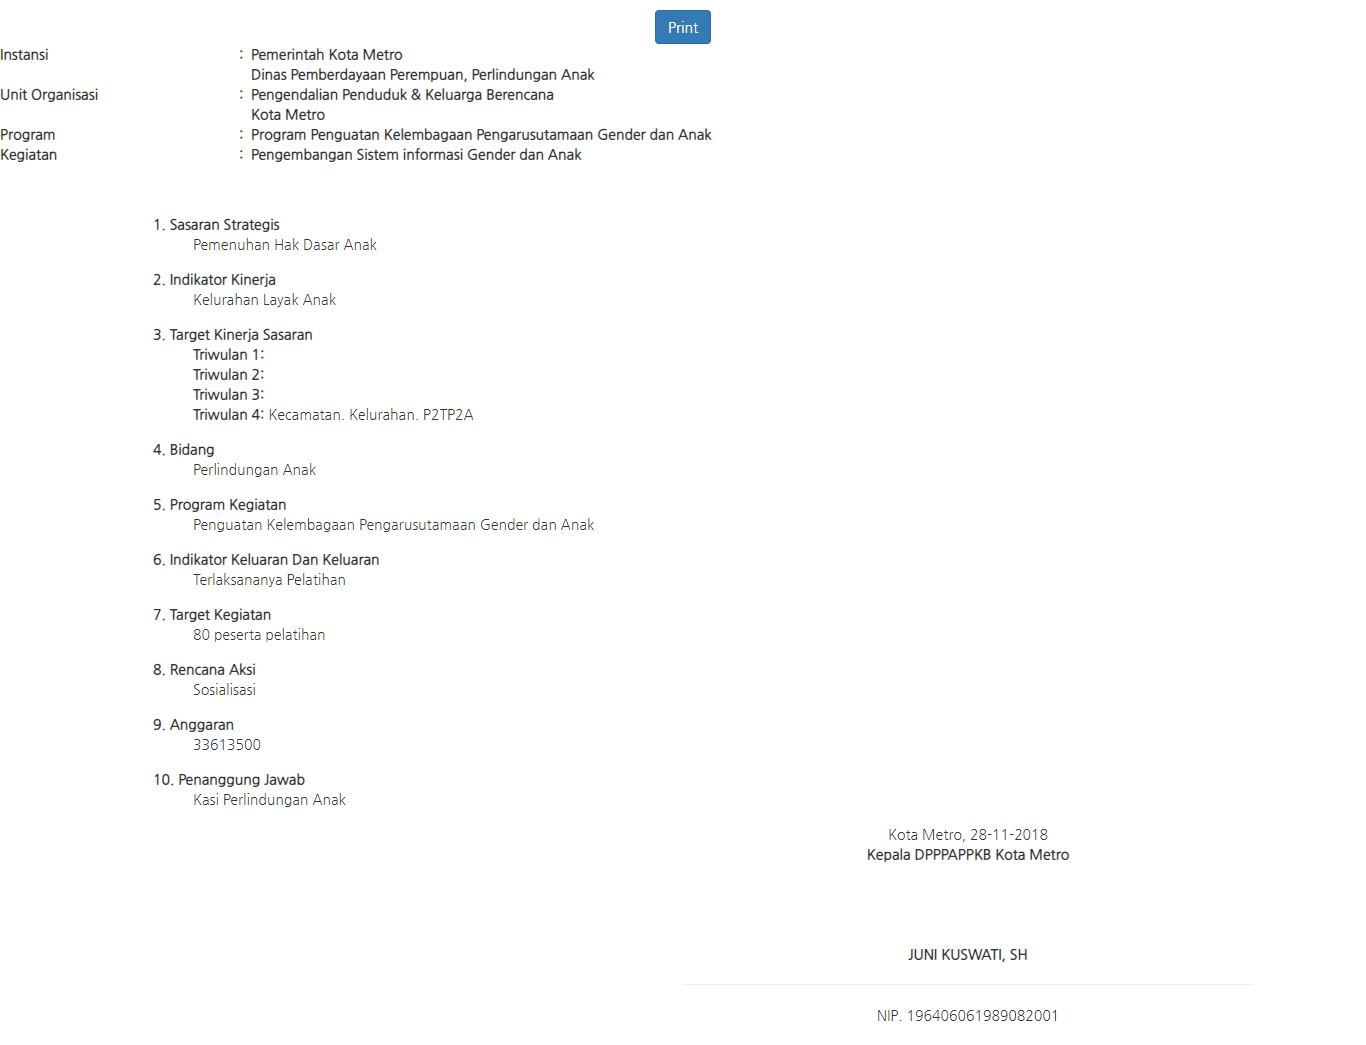 Print
Instansi : Pemerintah Kota Metro
Dinas Pemberdayaan Perempuan, Perlindungan Anak
Unit Organisasi : Pengendalian Penduduk & Keluarga Berencana
Kota Metro
Program : Program Penguatan Kelembagaan Pengarusutamaan Gender dan Anak
Kegiatan : Pengembangan Sistem informasi Gender dan Anak
1. Sasaran Strategis
Pemenuhan Hak Dasar Anak
2. Indikator Kinerja
Kelurahan Layak Anak
3. Target Kinerja Sasaran
Triwulan 1:
Triwulan 2:
Triwulan 3:
Triwulan 4: Kecamatan. Kelurahan. P2TP2A
4. Bidang
Perlindungan Anak
5. Program Kegiatan
Penguatan Kelembagaan Pengarusutamaan Gender dan Anak
6. Indikator Keluaran Dan Keluaran
Terlaksananya Pelatihan
7. Target Kegiatan
80 peserta pelatihan
8. Rencana Aksi
Sosialisasi
9. Anggaran
33613500
10. Penanggung Jawab
Kasi Perlindungan Anak
Kota Metro, 28-11-2018
Kepala DPPPAPPKB Kota Metro
JUNI KUSWATI, SH
NIP. 196406061989082001